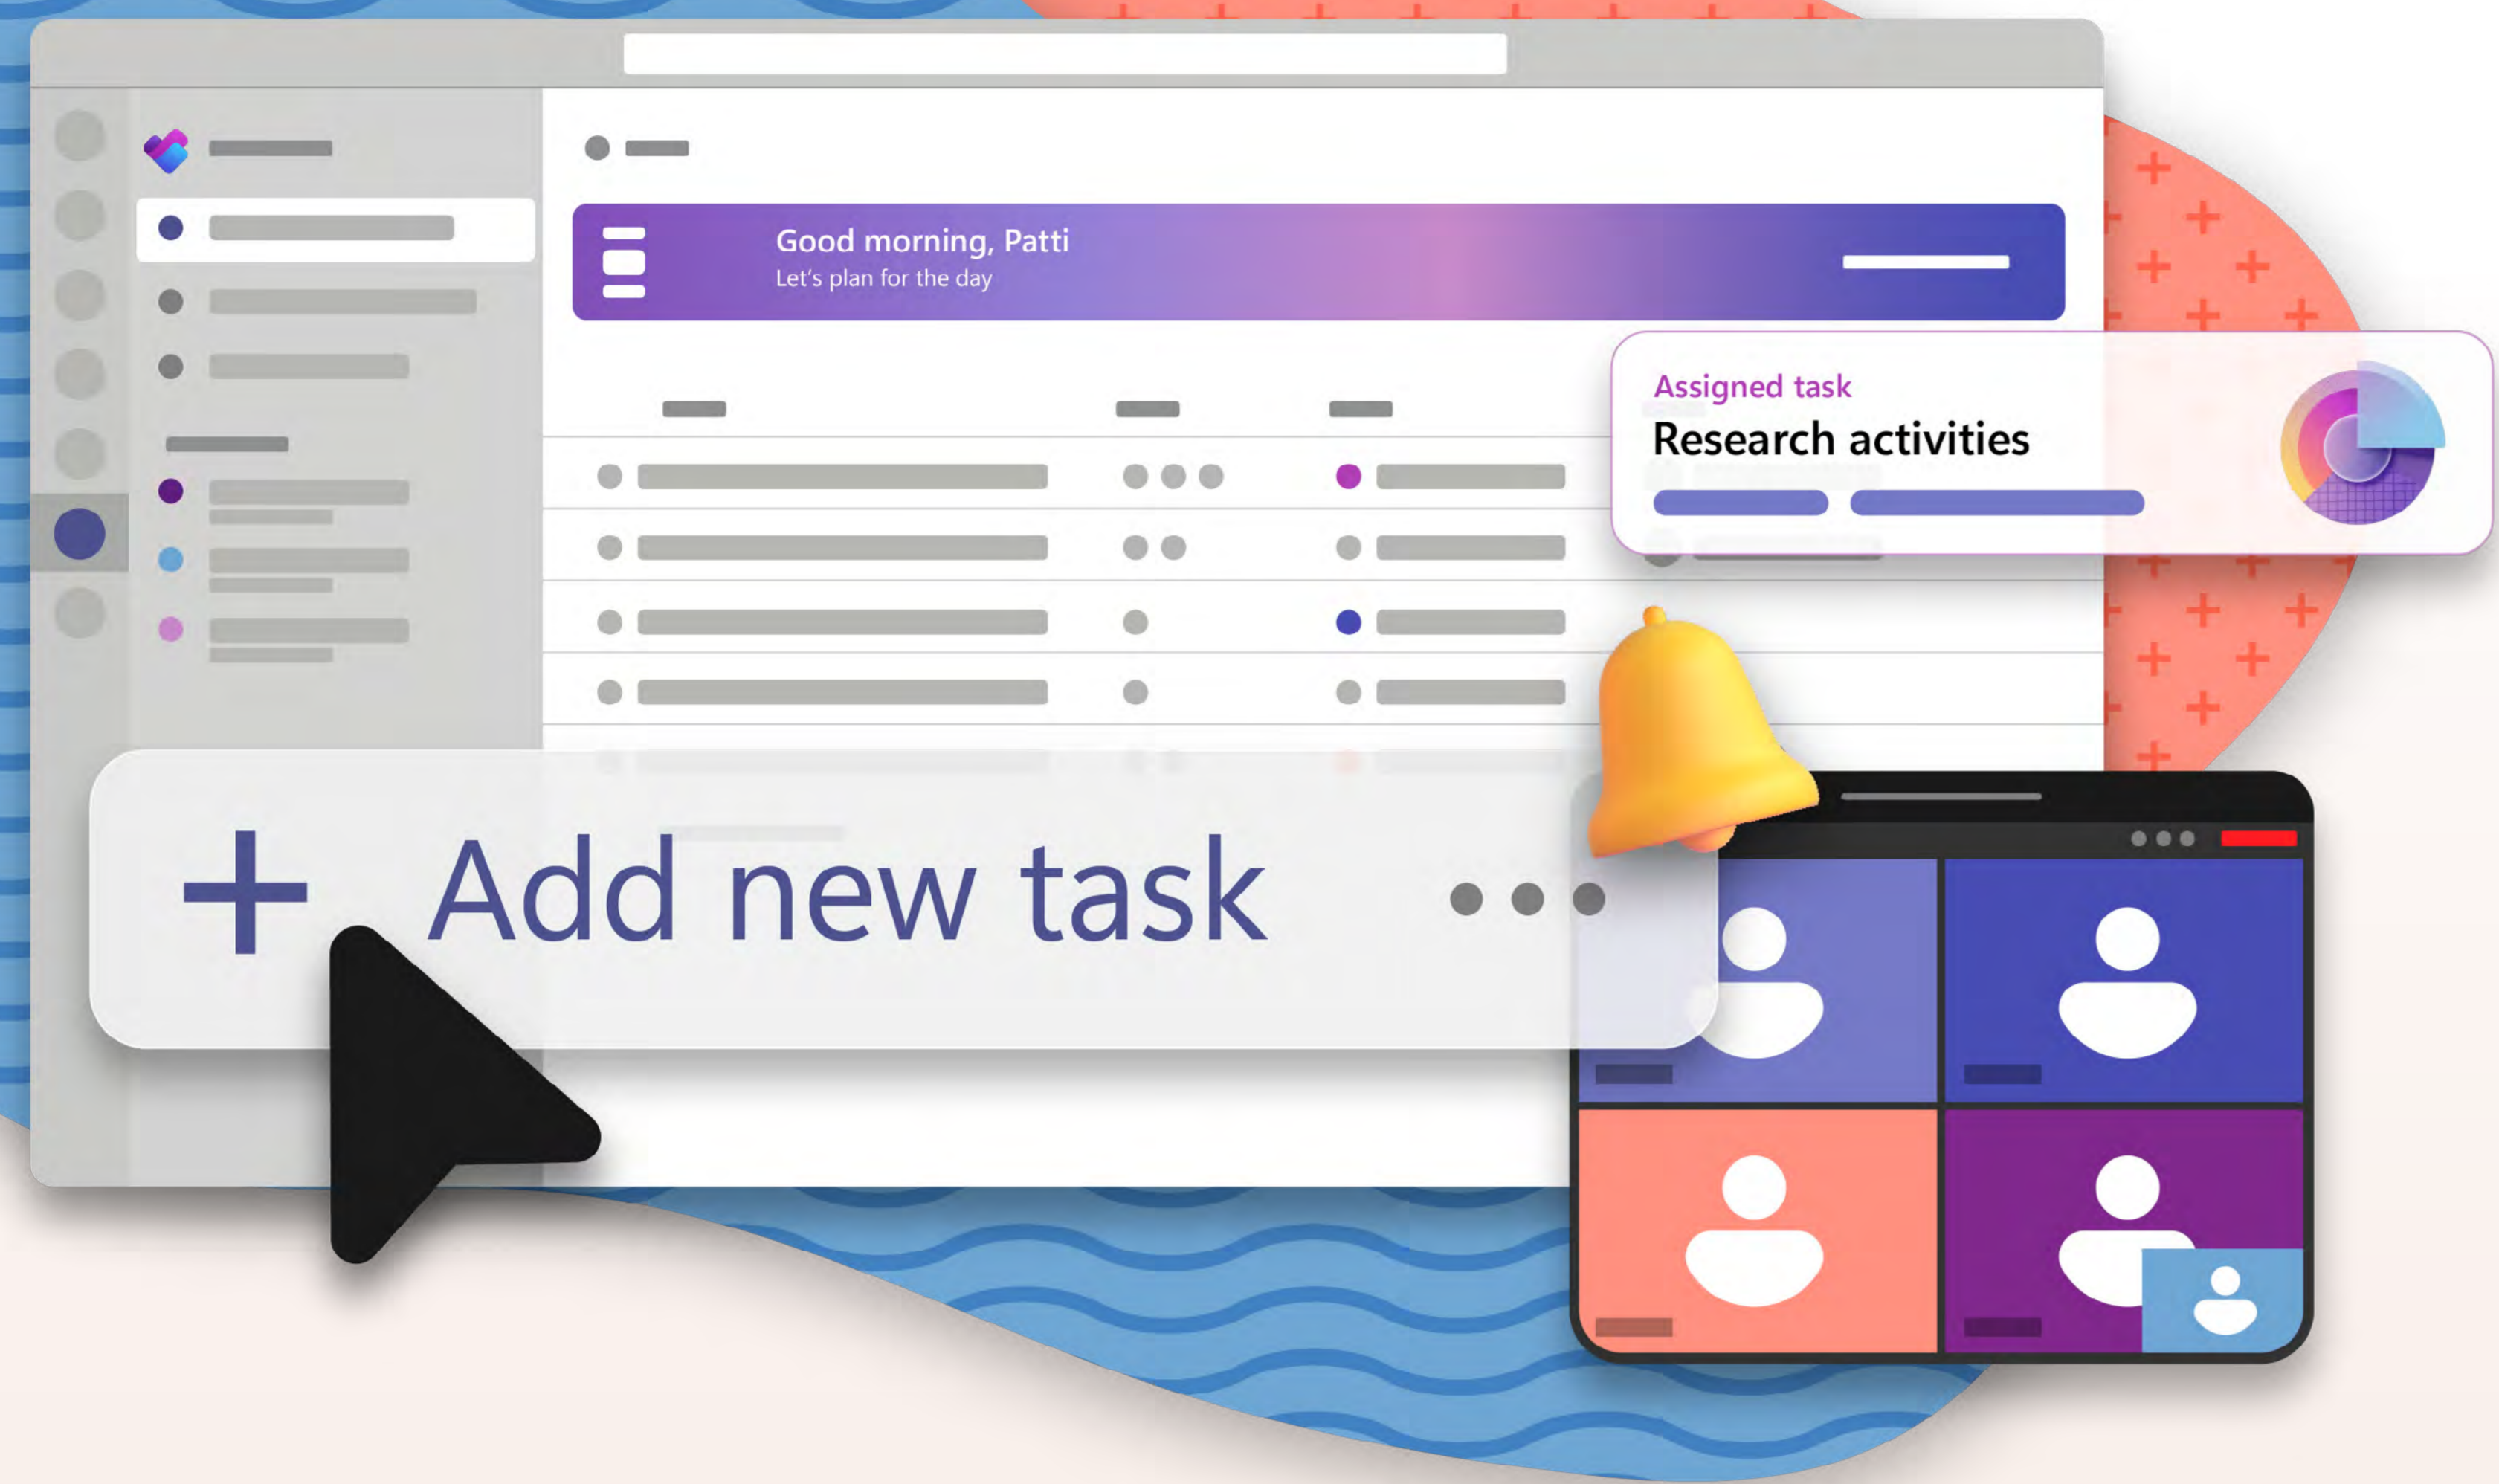 Good morning, Patti
Let's plan for the day
Assigned task
Research activities
Add new task